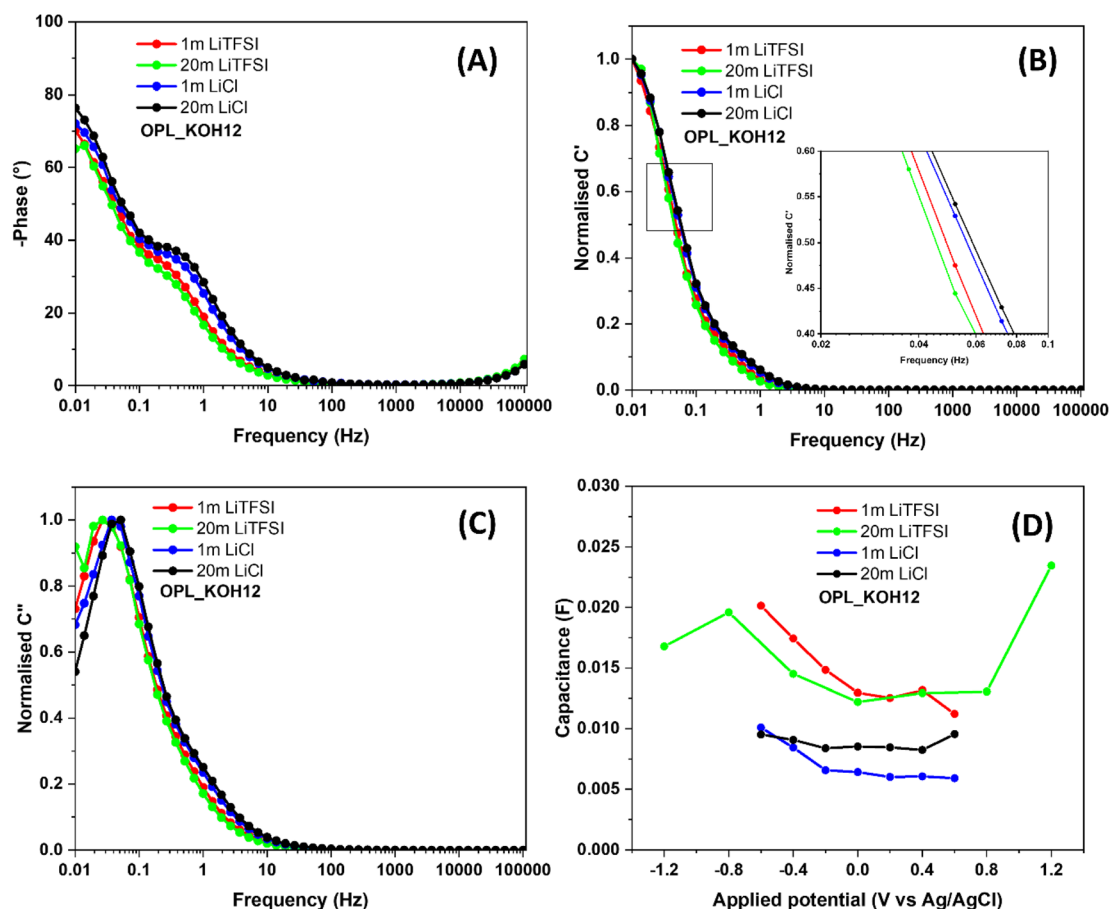 (A)
100
80
60
40
20
0
-Phase (°)
1m LiTFSI
20m LiTFSI
1m LiCl
20m LiCl
OPL_KOH12
0.01 0.1 1 10 100 1000 10000 100000
Frequency (Hz)
(B)
1.0
0.8
0.6
0.4
0.2
0.0
Normalised C'
1m LiTFSI
20m LiTFSI
1m LiCl
20m LiCl
OPL_KOH12
0.60
0.55
0.50
0.45
0.40
Normalised C'
0.02 0.04 0.06 0.08 0.1
Frequency (Hz)
0.01 0.1 1 10 100 1000 10000 100000
Frequency (Hz)
(C)
1.0
0.8
0.6
0.4
0.2
0.0
Normalised C"
1m LiTFSI
20m LiTFSI
1m LiCl
20m LiCl
OPL_KOH12
0.01 0.1 1 10 100 1000 10000 100000
Frequency (Hz)
(D)
0.030
0.025
0.020
0.015
0.010
0.005
0.000
Capacitance (F)
1m LiTFSI
20m LiTFSI
1m LiCl
20m LiCl
OPL_KOH12
-1.2 -0.8 -0.4 0.0 0.4 0.8 1.2
Applied potential (V vs Ag/AgCl)